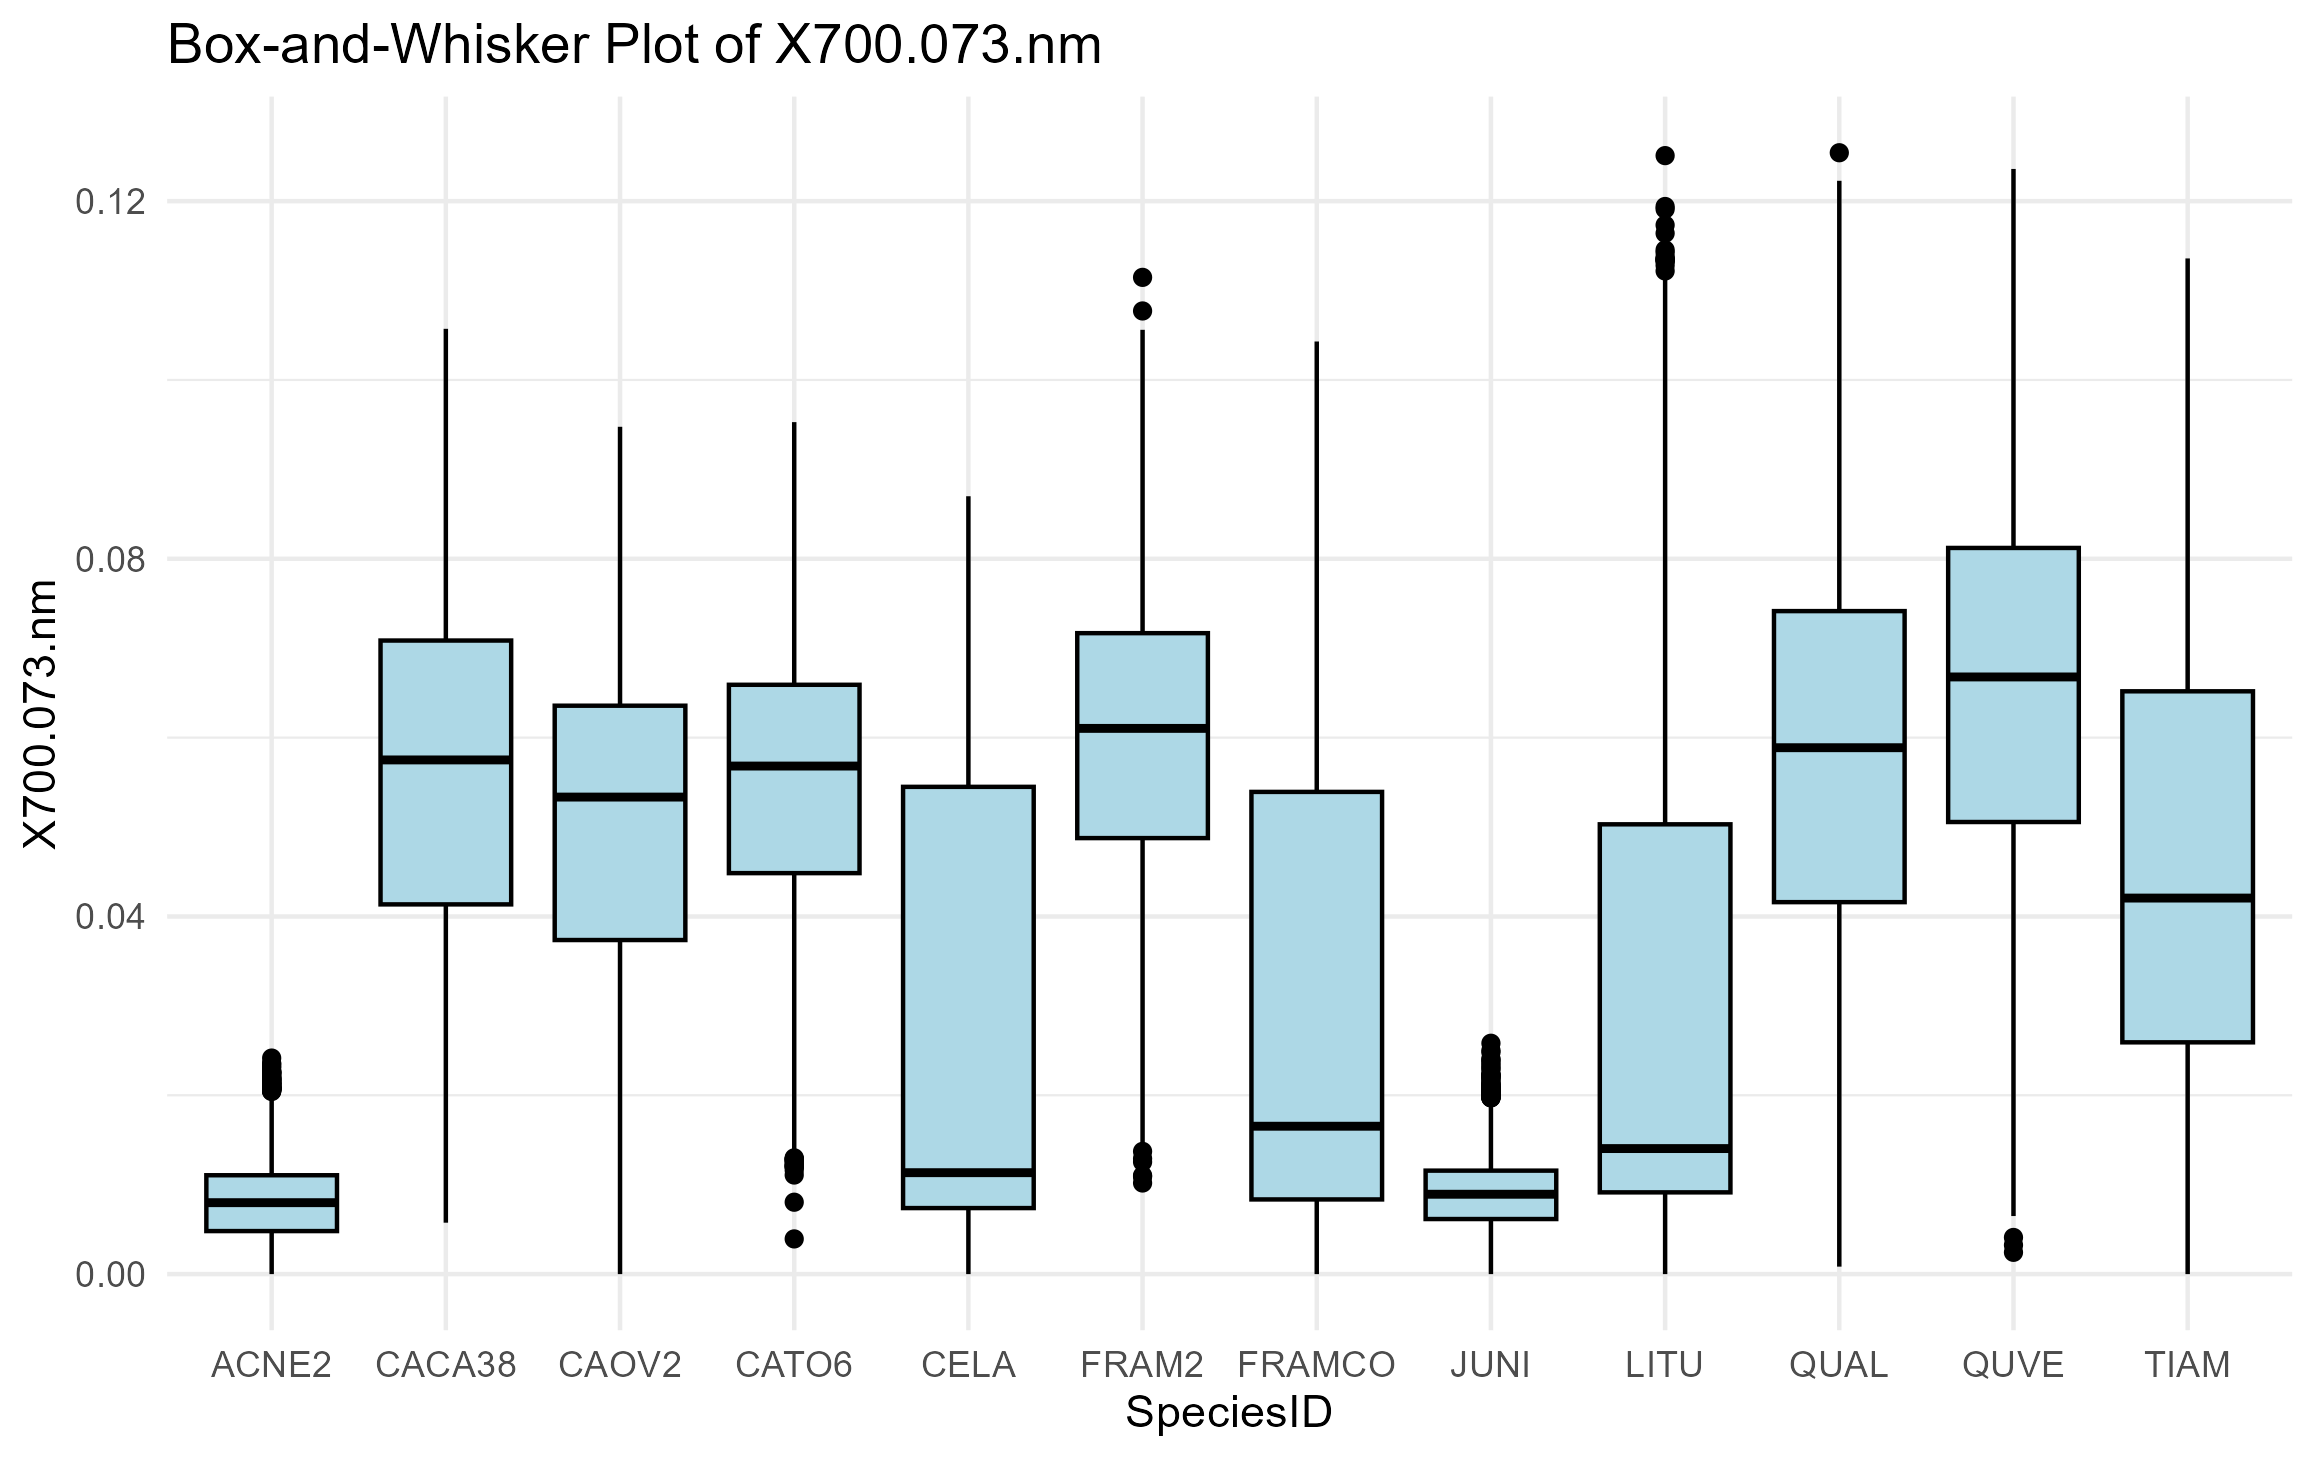 Box-and-Whisker Plot of X700.073.nm
X700.073.nm
0.12
0.08
0.04
0.00
ACNE2 CACA38 CAOV2 CATO6 CELA FRAM2 FRAMCO JUNI LITU QUAL QUVE TIAM
SpeciesID